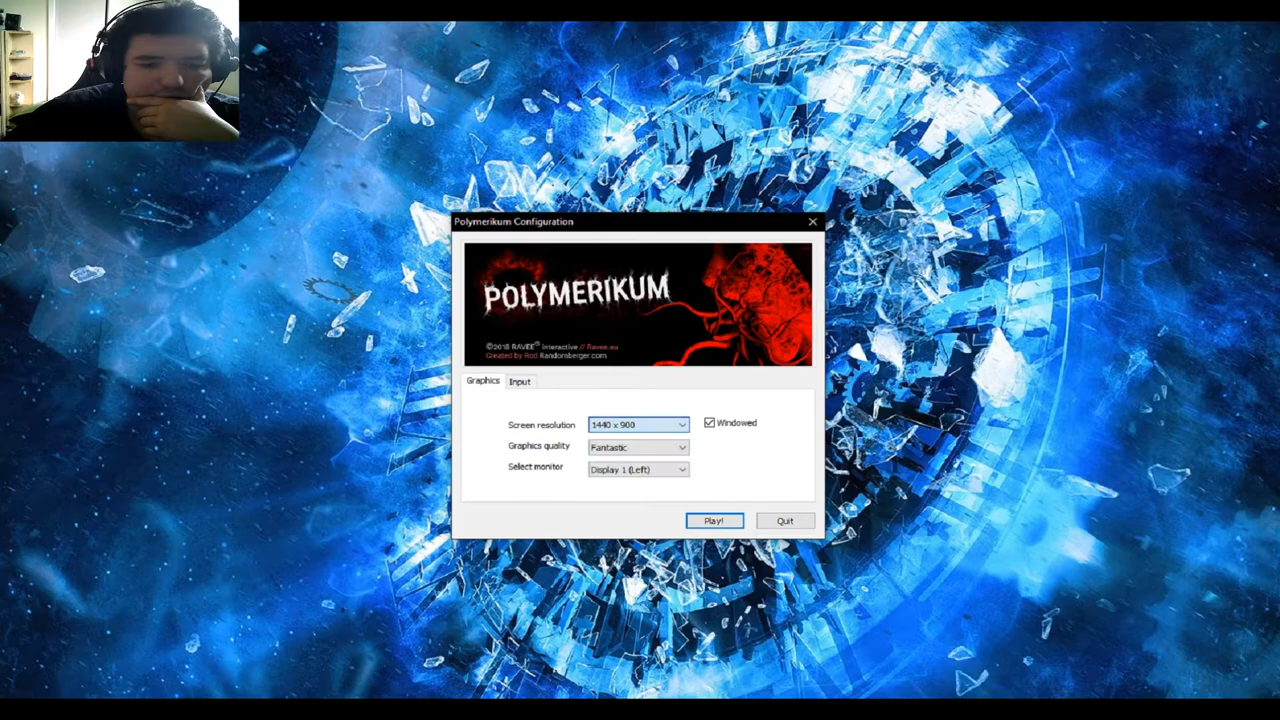 Polymerikum Configuration
POLYMERIKUM
©2018 RAVEE® Interactive // Ravee.eu
Created by Rod Randomberger.com
Graphics Input
Screen resolution 1440 x 900 Windowed
Graphics quality Fantastic
Select monitor Display 1 (Left)
Play! Quit